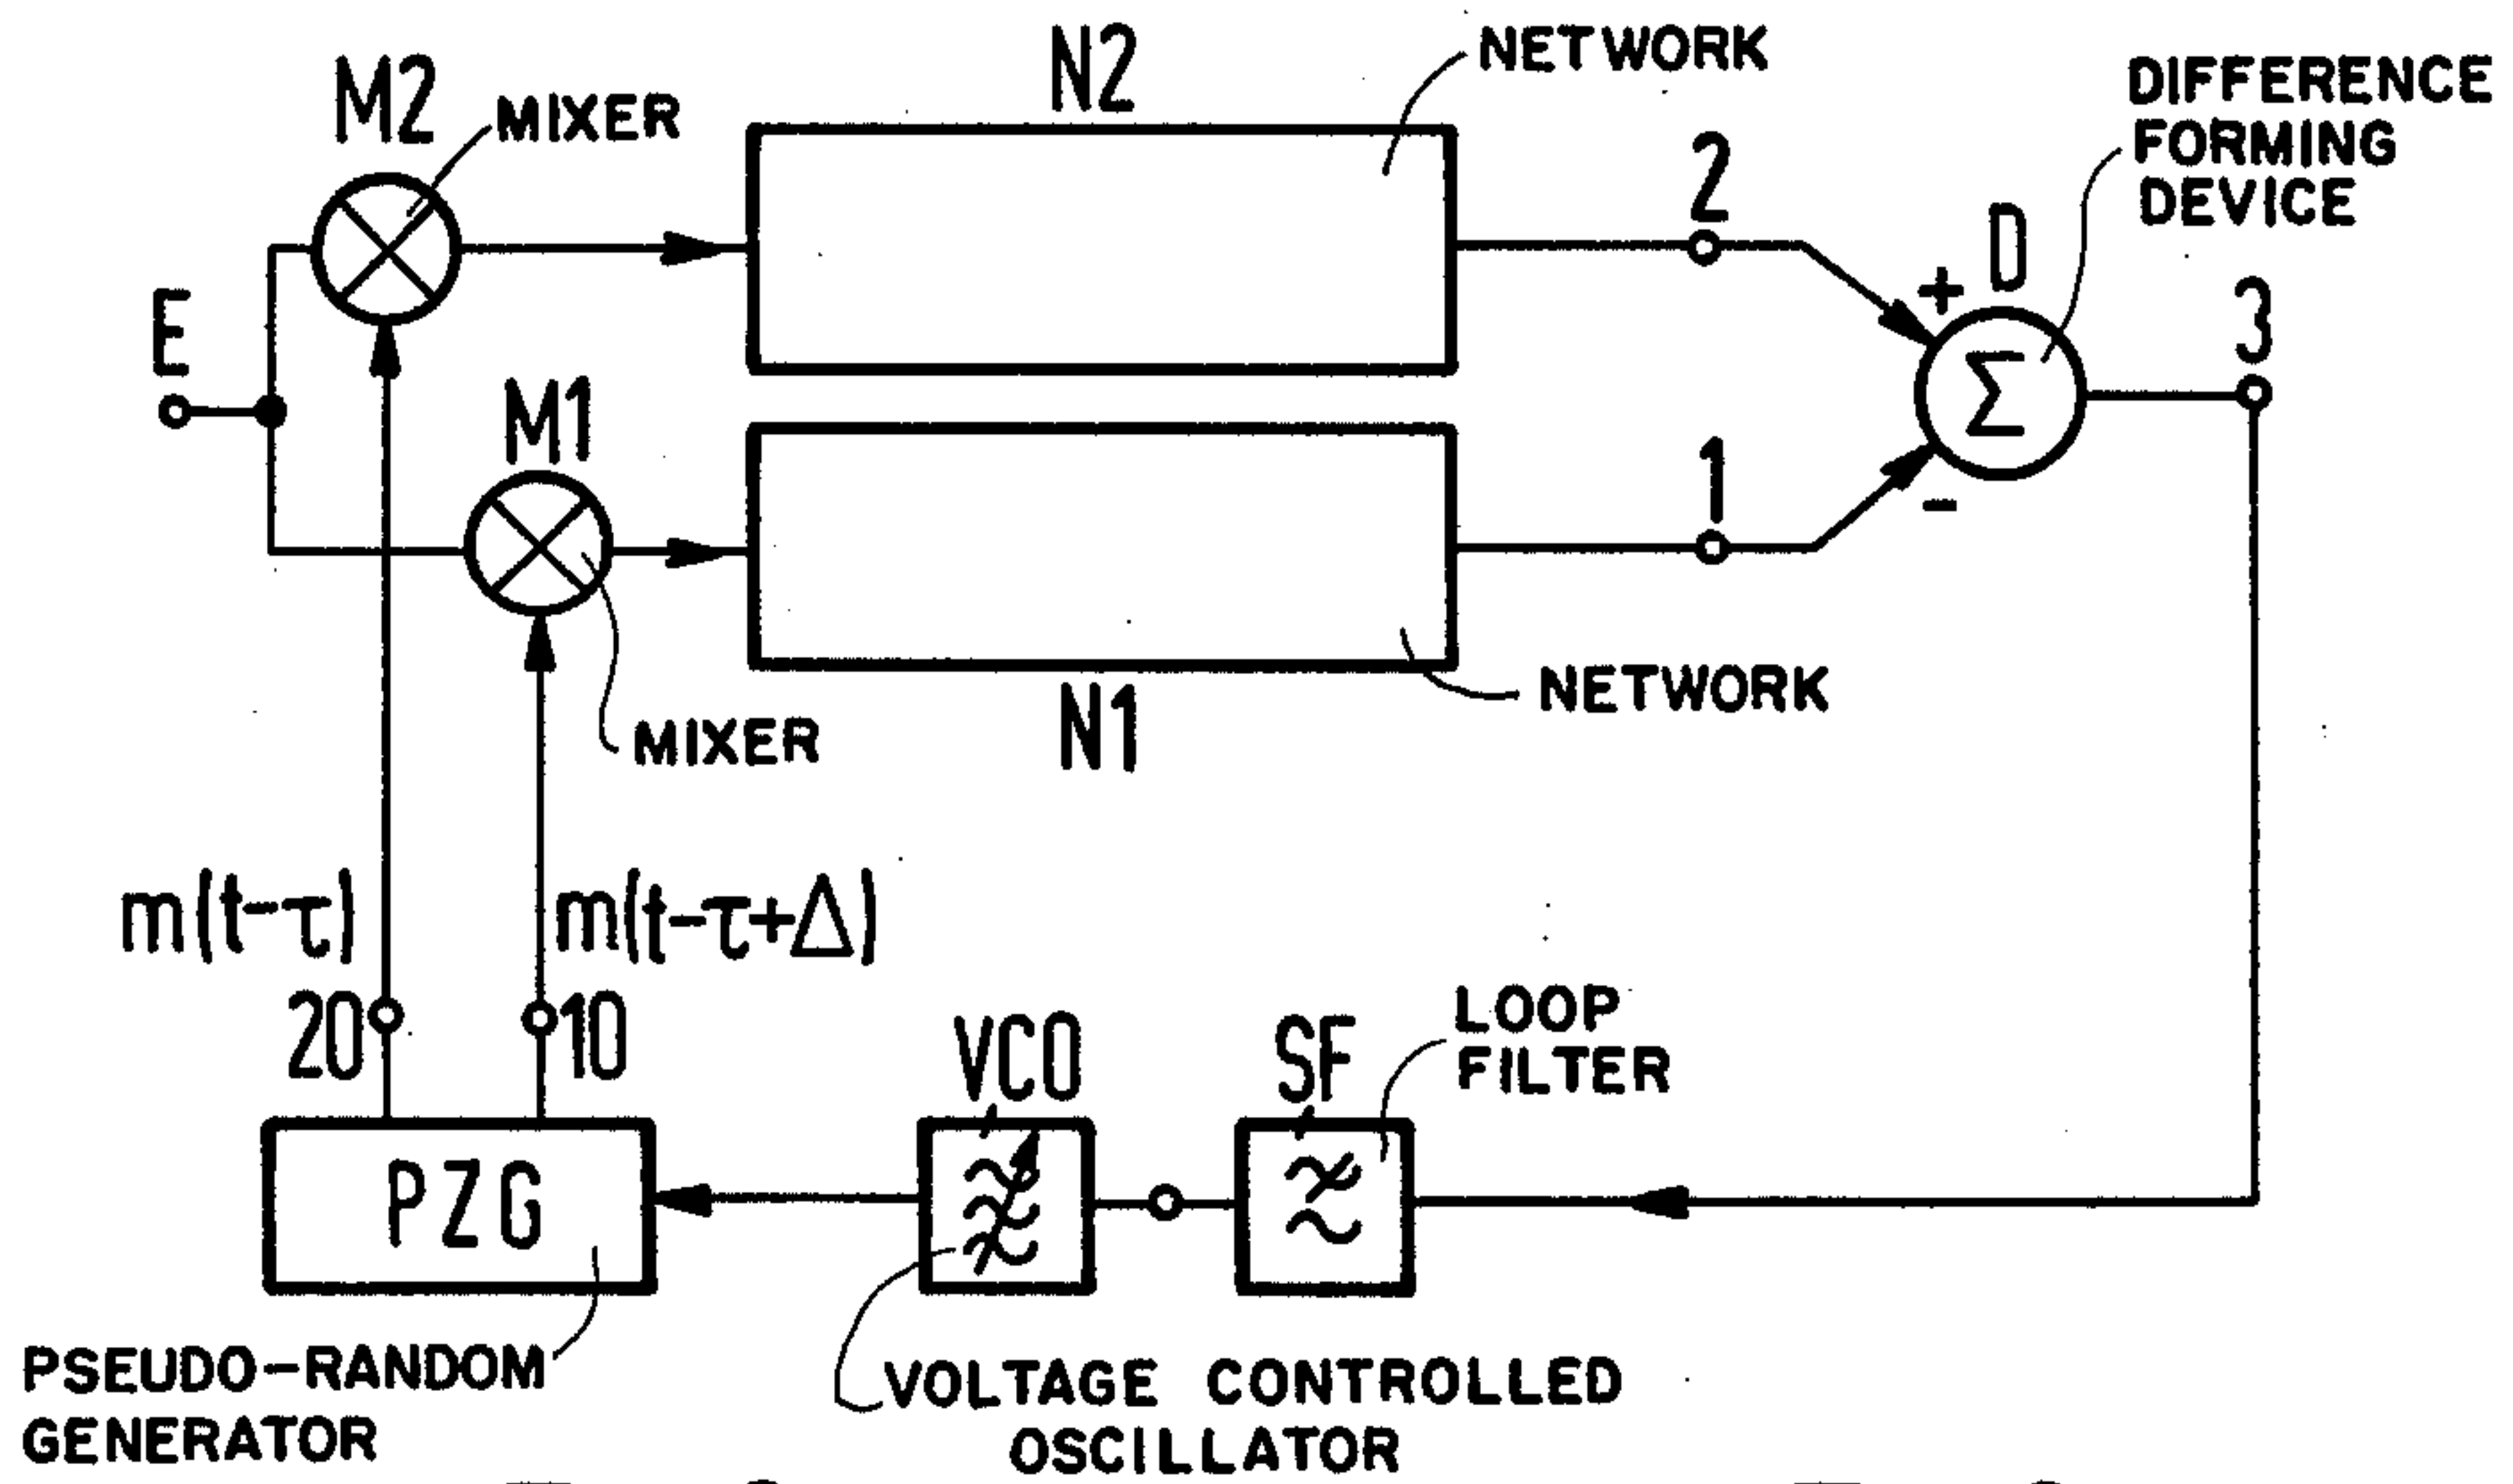 N2
NETWORK
M2
MIXER
DIFFERENCE
FORMING
DEVICE
2
D
+
E
Σ
3
M1
1
-
NETWORK
N1
MIXER
m(t-τ)
m(t-τ+Δ)
20
10
VCO
SF
LOOP
FILTER
PZG
PSEUDO-RANDOM
GENERATOR
VOLTAGE CONTROLLED
OSCILLATOR